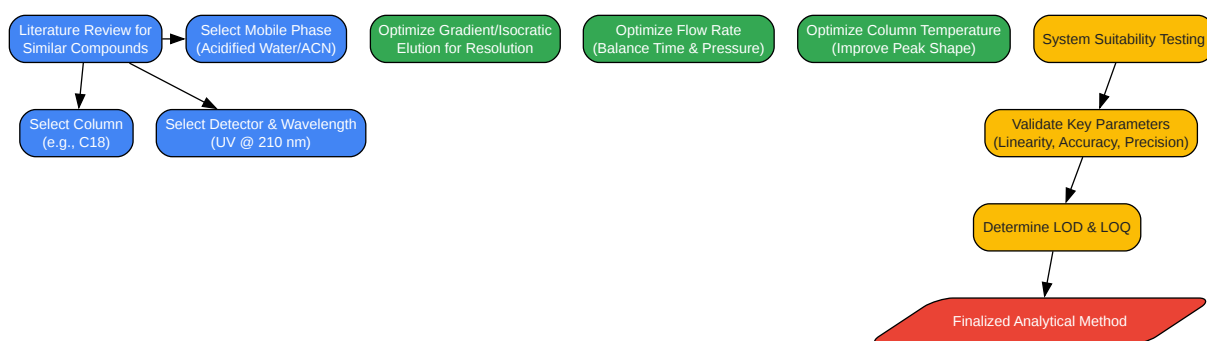 Literature Review for
Similar Compounds
Select Mobile Phase
(Acidified Water/ACN)
Optimize Gradient/Isocratic
Elution for Resolution
Optimize Flow Rate
(Balance Time & Pressure)
Optimize Column Temperature
(Improve Peak Shape)
System Suitability Testing
Select Column
(e.g., C18)
Select Detector & Wavelength
(UV @ 210 nm)
Validate Key Parameters
(Linearity, Accuracy, Precision)
Determine LOD & LOQ
Finalized Analytical Method